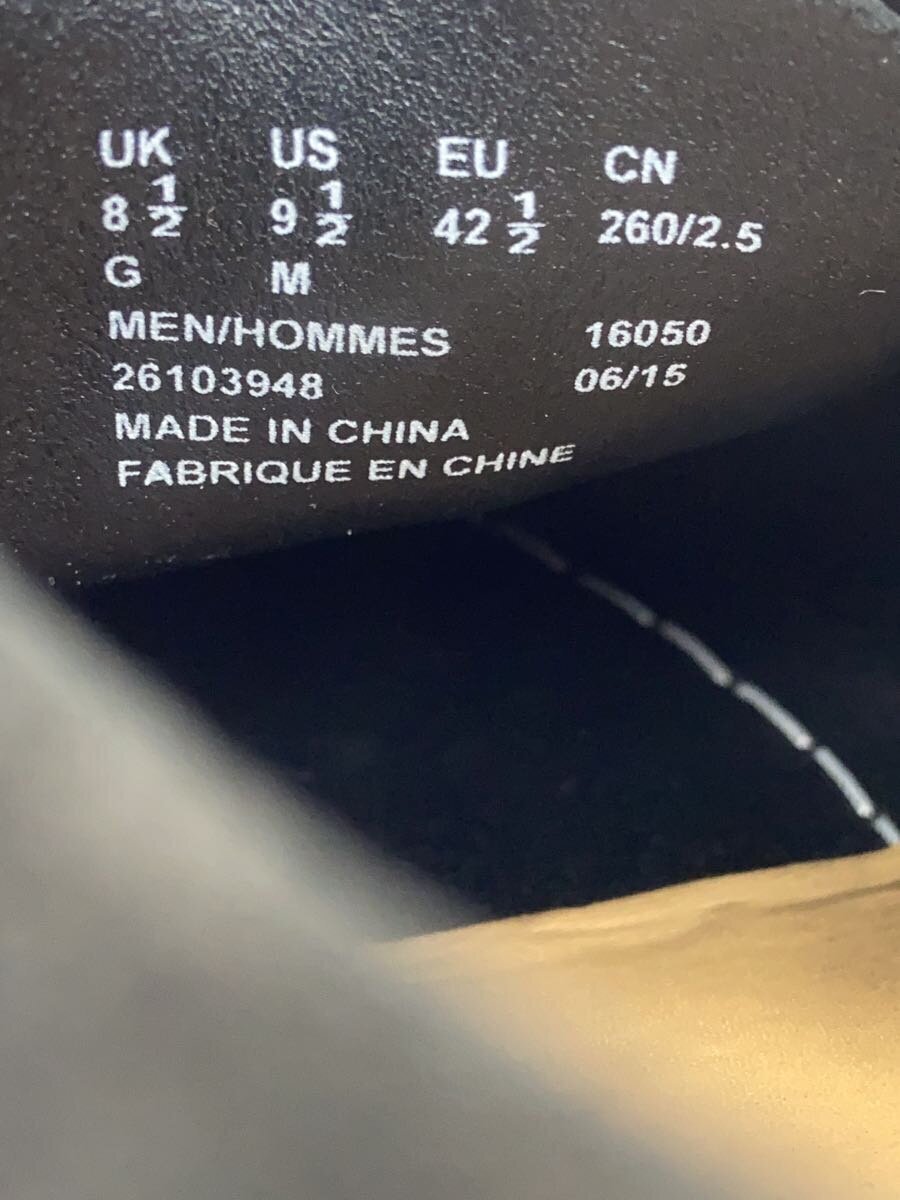 UK US EU CN
8 ½ 9 ½ 42 ½ 260/2.5
G M
MEN/HOMMES 16050
26103948 06/15
MADE IN CHINA
FABRIQUE EN CHINE